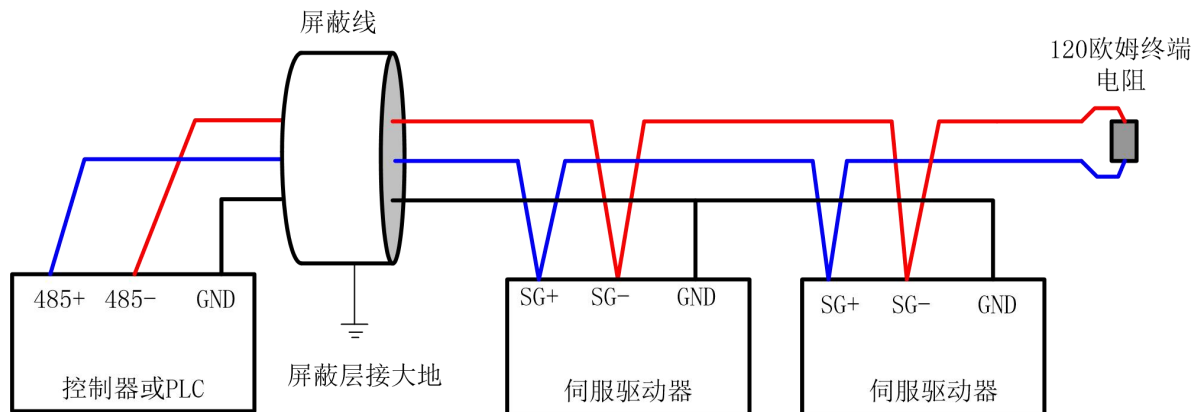 屏蔽线
120欧姆终端
电阻
485+ 485- GND
控制器或PLC
屏蔽层接大地
SG+ SG- GND
伺服驱动器
SG+ SG- GND
伺服驱动器